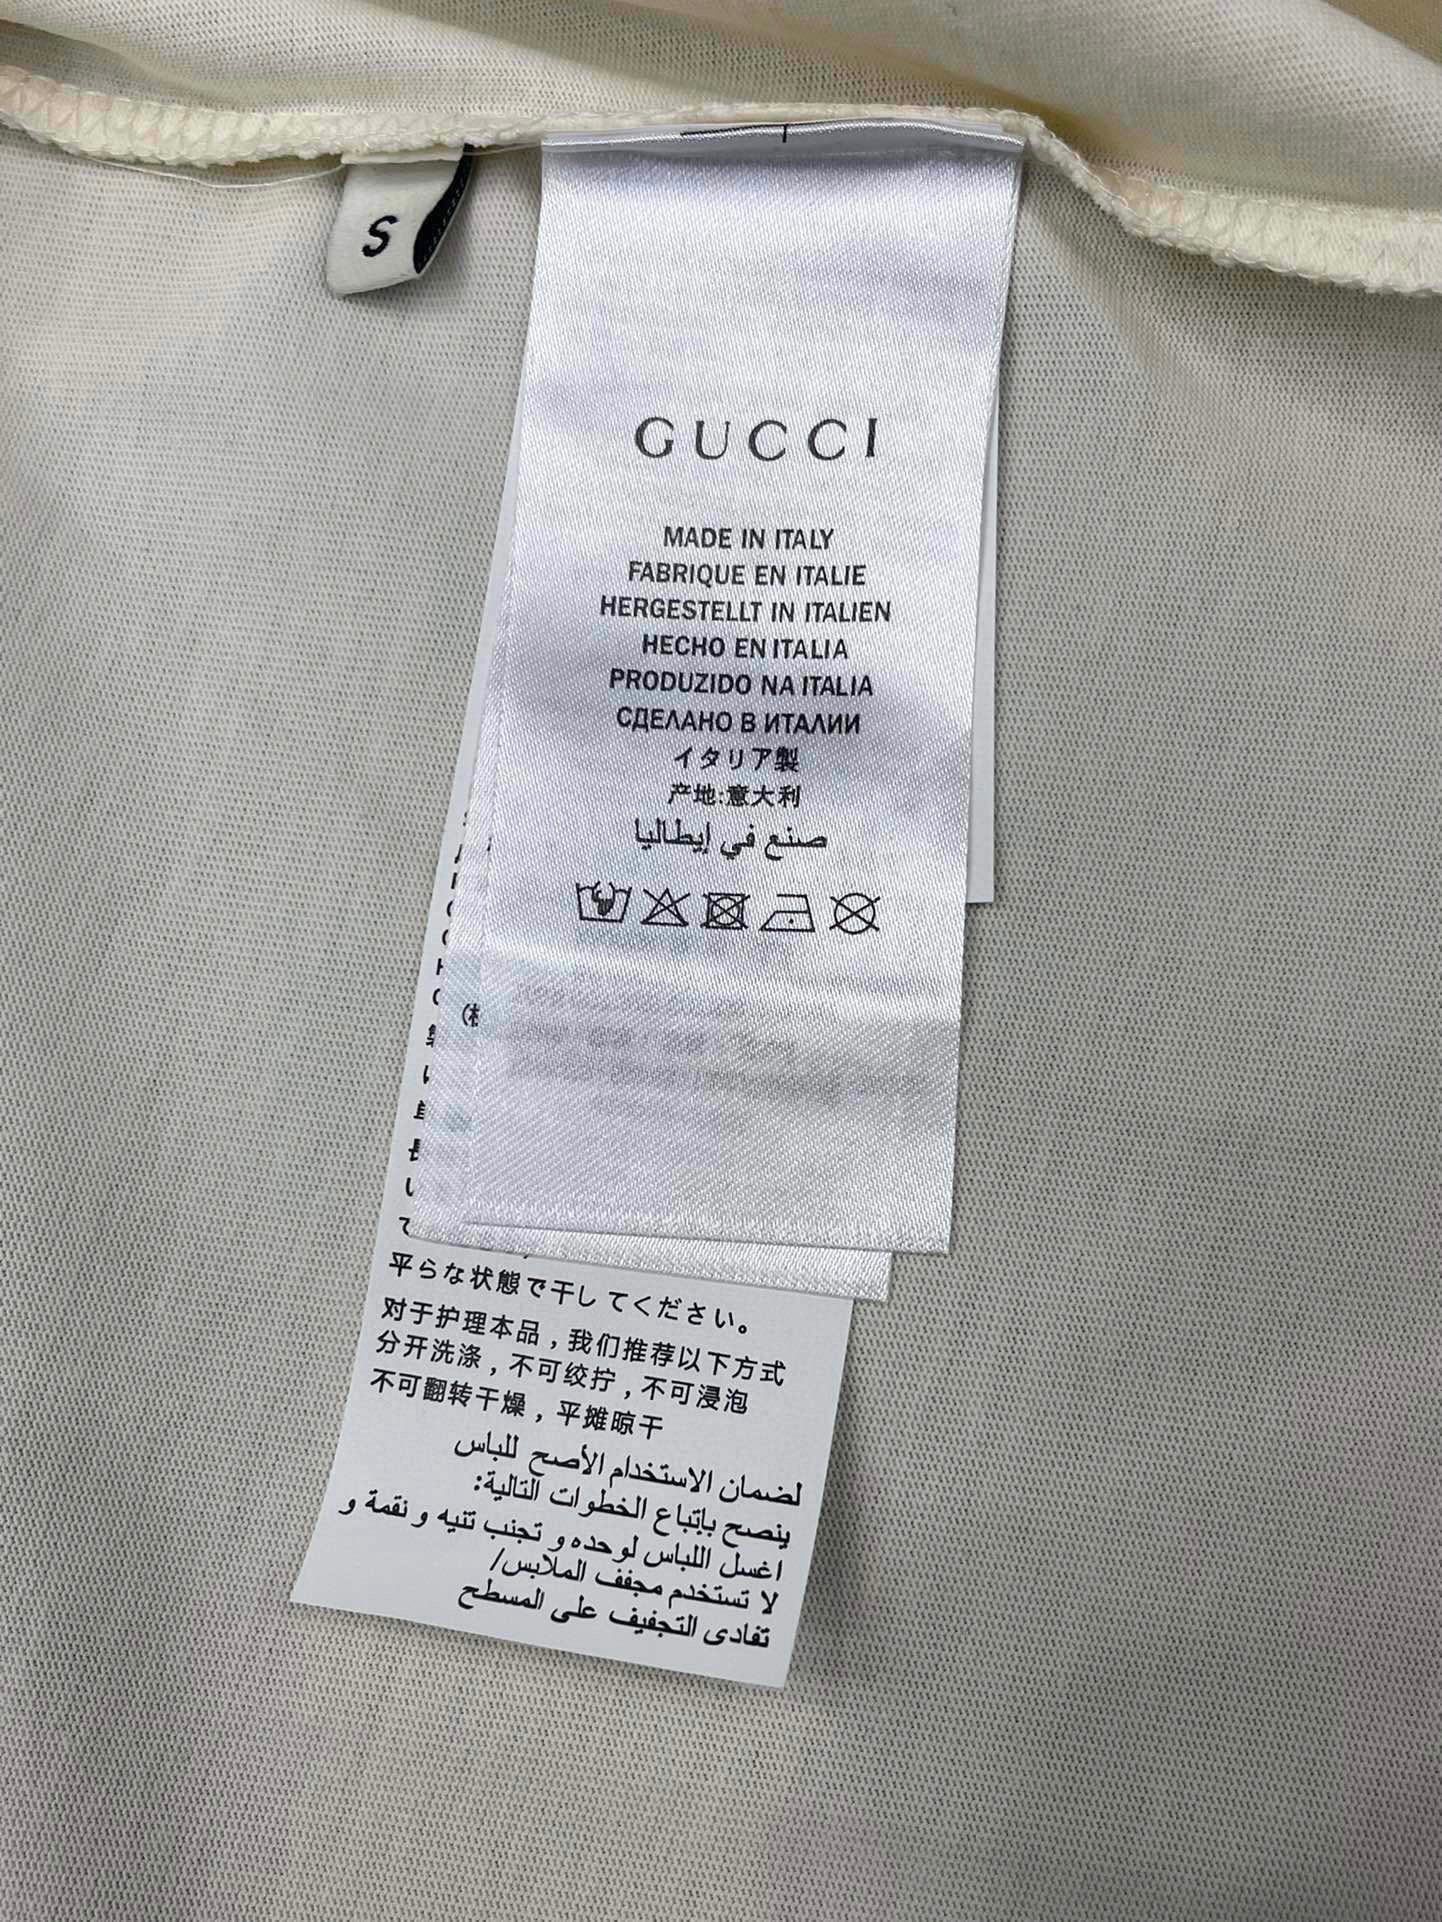 S
GUCCI
MADE IN ITALY
FABRIQUE EN ITALIE
HERGESTELLT IN ITALIEN
HECHO EN ITALIA
PRODUZIDO NA ITALIA
СДЕЛАНО В ИТАЛИИ
イタリア製
产地:意大利
صنع في إيطاليا
平らな状態で干してください。
对于护理本品，我们推荐以下方式
分开洗涤，不可绞拧，不可浸泡
不可翻转干燥，平摊晾干
لضمان الاستخدام الأصح للباس
ينصح باتباع الخطوات التالية:
اغسل اللباس لوحده و تجنب تنيه و نقمة و
لا تستخدم مجفف الملابس/
تفادى التجفيف على المسطح